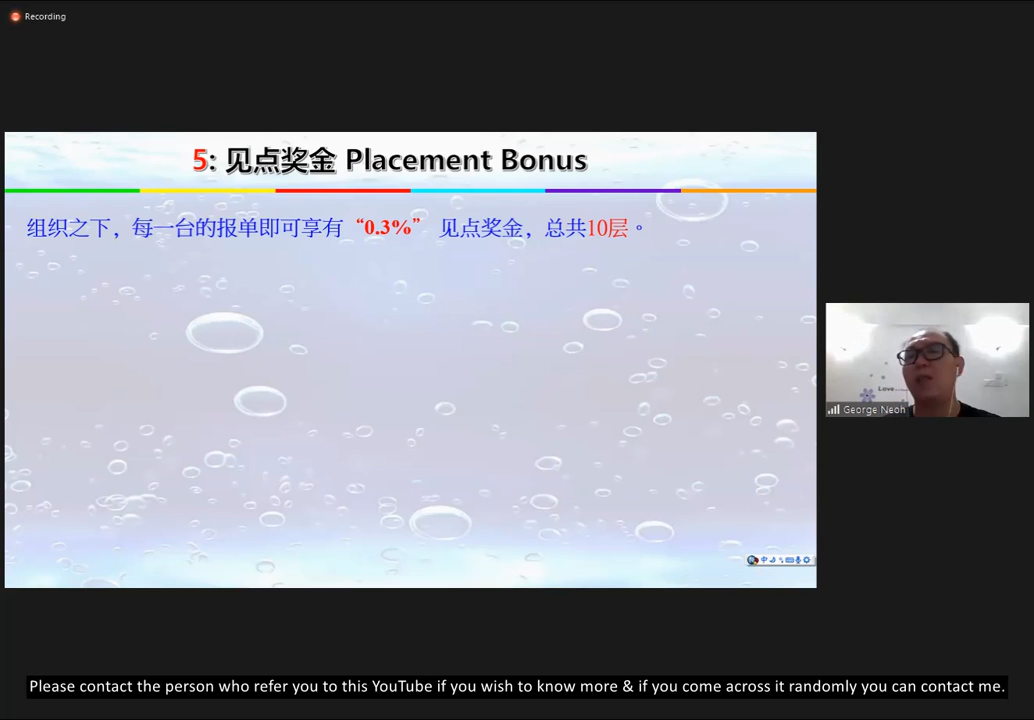 Recording
5: 见点奖金 Placement Bonus
组织之下，每一台的报单即可享有“0.3%” 见点奖金，总共10层。
Love
George Neoh
中
Please contact the person who refer you to this YouTube if you wish to know more & if you come across it randomly you can contact me.